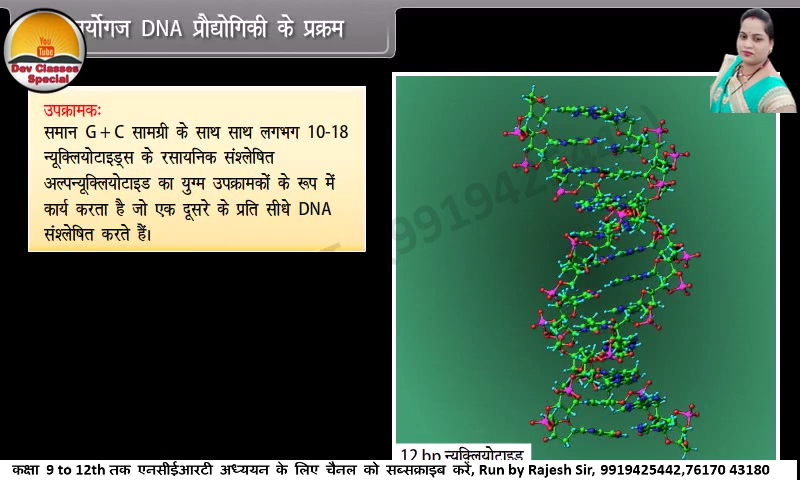 र्योगज DNA प्रौद्योगिकी के प्रक्रम
You
Tube
Dev Classes
Special
उपक्रामकः
समान G+C सामग्री के साथ साथ लगभग 10-18
न्यूक्लियोटाइड्स के रसायनिक संश्लेषित
अल्पन्यूक्लियोटाइड का युग्म उपक्रामकों के रूप में
कार्य करता है जो एक दूसरे के प्रति सीधे DNA
संश्लेषित करते हैं।
12 bp न्यूक्लियोटाइड
कक्षा 9 to 12th तक एनसीईआरटी अध्ययन के लिए चैनल को सब्सक्राइब करें, Run by Rajesh Sir, 9919425442,76170 43180